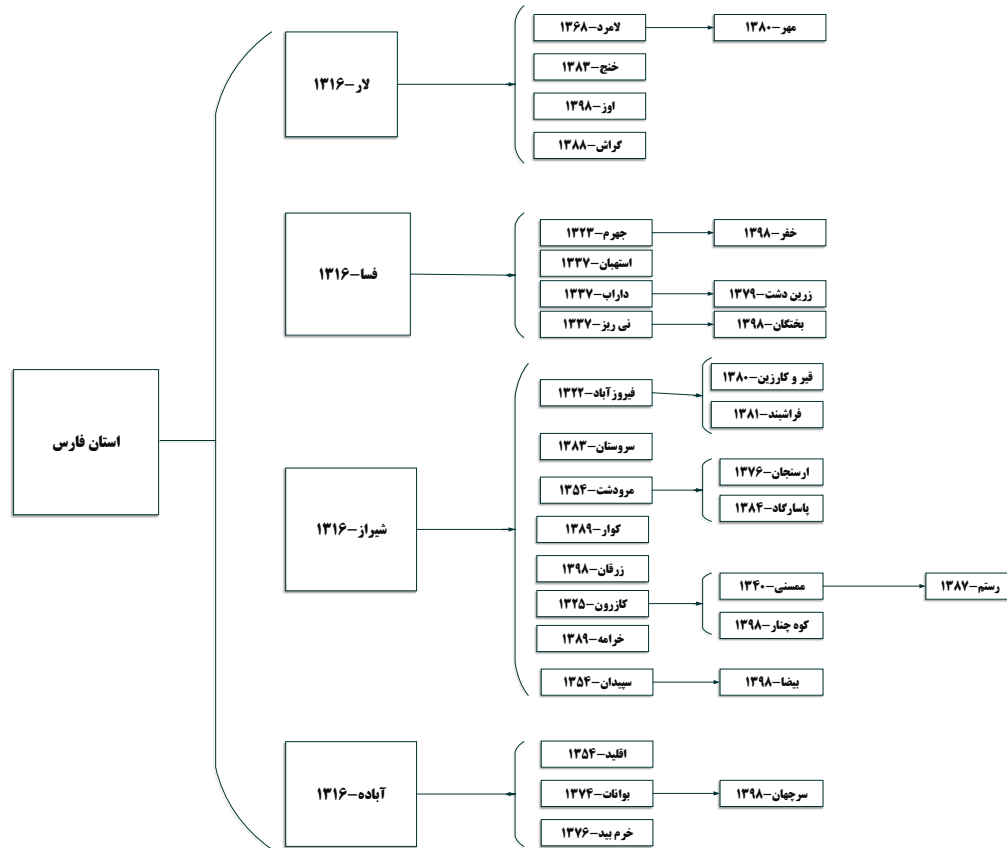 استان فارس
لار-۱۳۱۶
لامرد-۱۳۶۸
مهر-۱۳۸۰
خنج-۱۳۸۳
اوز-۱۳۹۸
گراش-۱۳۸۸
فسا-۱۳۱۶
جهرم-۱۳۲۳
خفر-۱۳۹۸
استهبان-۱۳۳۷
داراب-۱۳۳۷
زرین دشت-۱۳۷۹
نی ریز-۱۳۳۷
بختگان-۱۳۹۸
شیراز-۱۳۱۶
فیروزآباد-۱۳۲۲
قیر و کارزین-۱۳۸۰
فراشبند-۱۳۸۱
سروستان-۱۳۸۳
مرودشت-۱۳۵۴
ارسنجان-۱۳۷۶
پاسارگاد-۱۳۸۴
کوار-۱۳۸۹
زرقان-۱۳۹۸
کازرون-۱۳۲۵
ممسنی-۱۳۴۰
رستم-۱۳۸۷
کوه چنار-۱۳۹۸
خرامه-۱۳۸۹
سپیدان-۱۳۵۴
بیضا-۱۳۹۸
آباده-۱۳۱۶
اقلید-۱۳۵۴
بوانات-۱۳۷۴
سرچهان-۱۳۹۸
خرم بید-۱۳۷۶